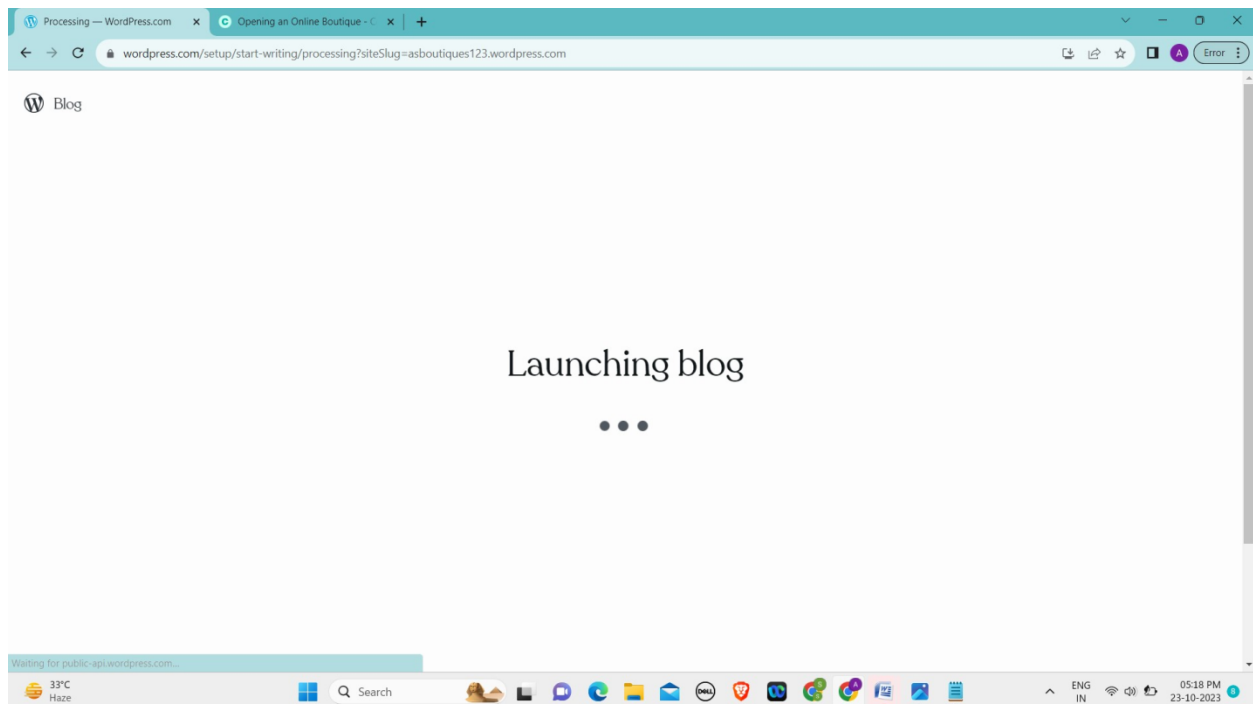 Processing — WordPress.com
Opening an Online Boutique - C
wordpress.com/setup/start-writing/processing?siteSlug=asboutiques123.wordpress.com
A
Error
Blog
Launching blog
Waiting for public-api.wordpress.com...
33°C
Haze
Search
DELL
ENG
IN
05:18 PM
23-10-2023